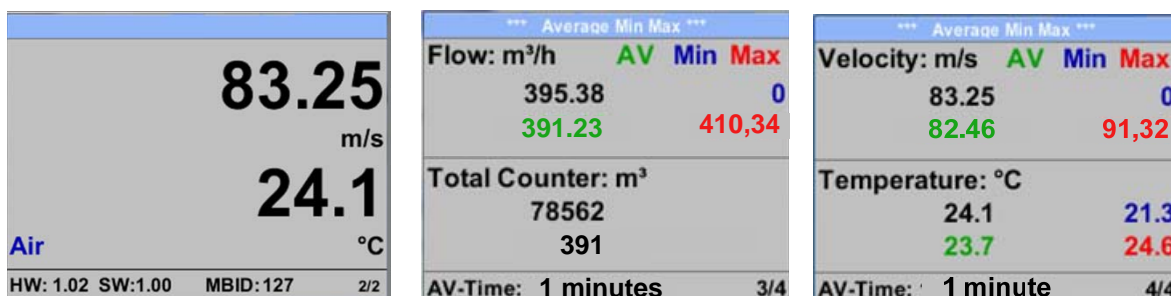 83.25
m/s
24.1
Air °C
HW: 1.02 SW:1.00 MBID:127 2/2
*** Average Min Max ***
Flow: m³/h AV Min Max
395.38 0
391.23 410,34
Total Counter: m³
78562
391
AV-Time: 1 minutes 3/4
*** Average Min Max ***
Velocity: m/s AV Min Max
83.25 0
82.46 91,32
Temperature: °C
24.1 21.3
23.7 24.6
AV-Time: 1 minute 4/4